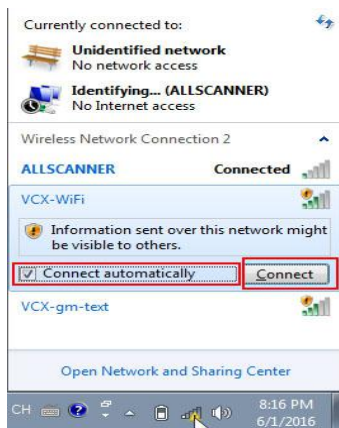 Currently connected to:
Unidentified network
No network access
Identifying... (ALLSCANNER)
No Internet access
Wireless Network Connection 2
ALLSCANNER Connected
VCX-WiFi
Information sent over this network might
be visible to others.
Connect automatically Connect
VCX-gm-text
Open Network and Sharing Center
CH 8:16 PM
6/1/2016